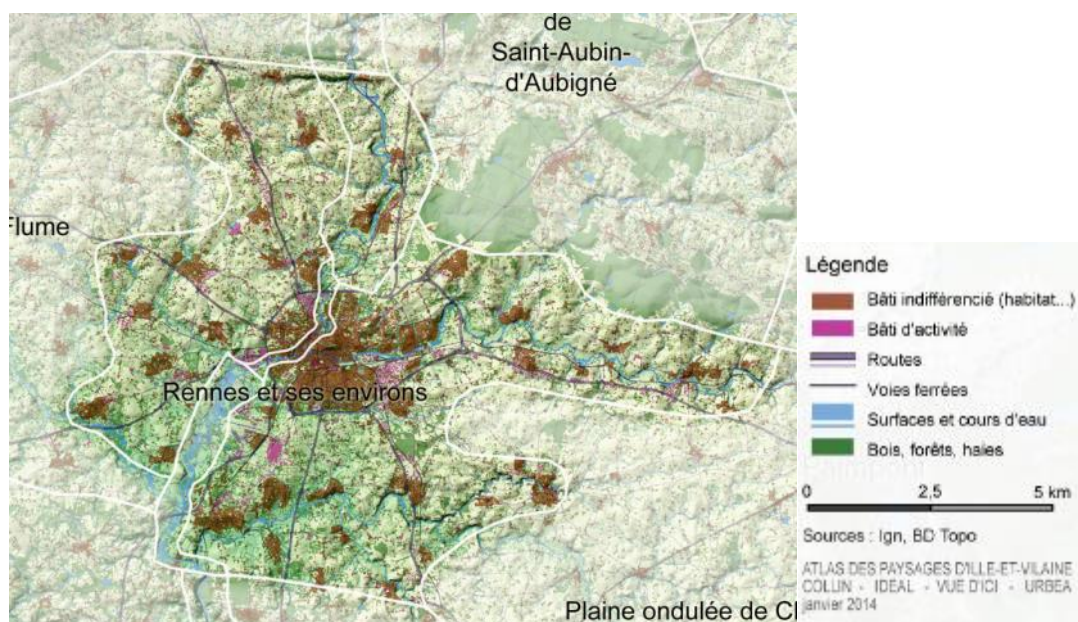 de
Saint-Aubin-
d'Aubigné
Flume
Rennes et ses environs
Plaine ondulée de Cl
Légende
Bâti indifférencié (habitat...)
Bâti d'activité
Routes
Voies ferrées
Surfaces et cours d'eau
Bois, forêts, haies
0 2,5 5 km
Sources : Ign, BD Topo
ATLAS DES PAYSAGES D'ILLE-ET-VILAINE
COLLIN - IDEAL - VUE D'ICI - URBEA
janvier 2014